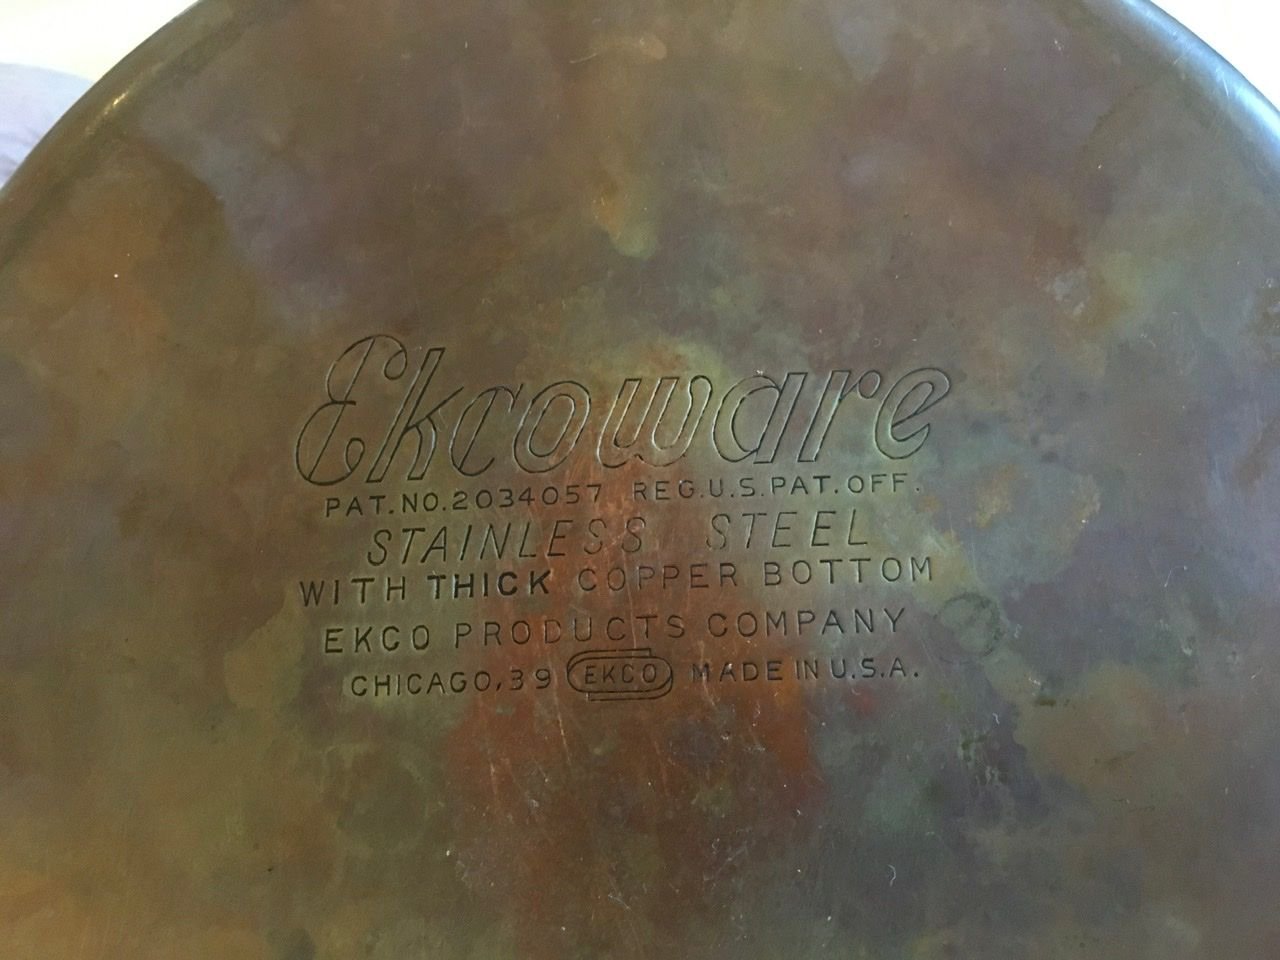 Ekcoware
PAT. NO. 2034057 REG. U.S. PAT. OFF.
STAINLESS STEEL
WITH THICK COPPER BOTTOM
EKCO PRODUCTS COMPANY
CHICAGO, 39 EKCO MADE IN U.S.A.